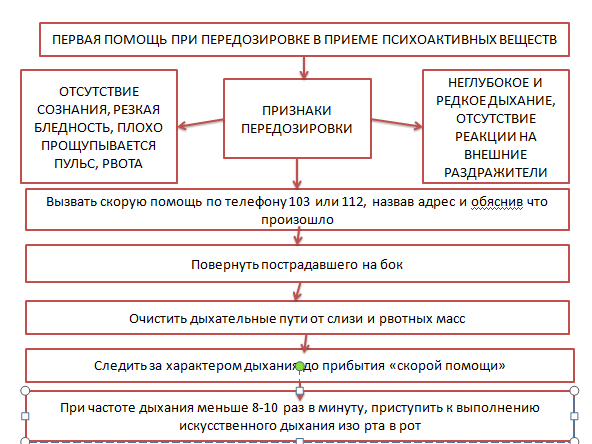 ПЕРВАЯ ПОМОЩЬ ПРИ ПЕРЕДОЗИРОВКЕ В ПРИЕМЕ ПСИХОАКТИВНЫХ ВЕЩЕСТВ
ОТСУТСТВИЕ
СОЗНАНИЯ, РЕЗКАЯ
БЛЕДНОСТЬ, ПЛОХО
ПРОЩУПЫВАЕТСЯ
ПУЛЬС, РВОТА
ПРИЗНАКИ
ПЕРЕДОЗИРОВКИ
НЕГЛУБОКОЕ И
РЕДКОЕ ДЫХАНИЕ,
ОТСУТСТВИЕ
РЕАКЦИИ НА
ВНЕШНИЕ
РАЗДРАЖИТЕЛИ
Вызвать скорую помощь по телефону 103 или 112, назвав адрес и обяснив что
произошло
Повернуть пострадавшего на бок
Очистить дыхательные пути от слизи и рвотных масс
Следить за характером дыхания до прибытия «скорой помощи»
При частоте дыхания меньше 8-10 раз в минуту, приступить к выполнению
искусственного дыхания изо рта в рот